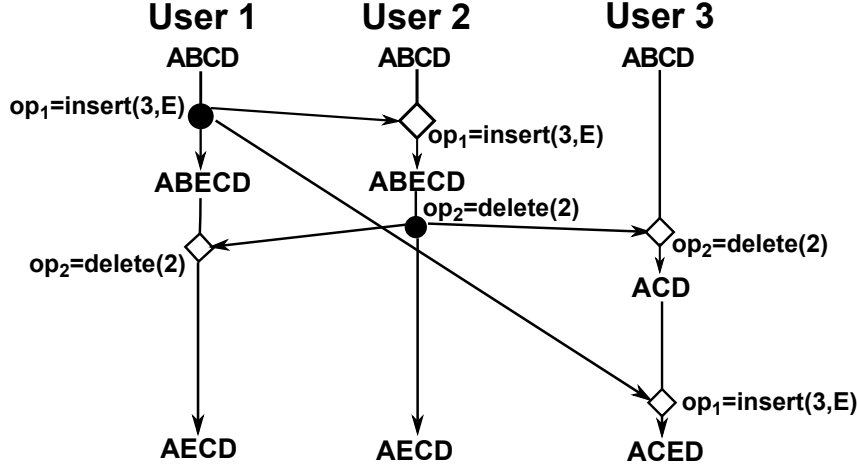 User 1 User 2 User 3
ABCD ABCD ABCD
op₁=insert(3,E)
op₁=insert(3,E)
ABECD ABECD
op₂=delete(2)
op₂=delete(2)
op₂=delete(2)
ACD
op₁=insert(3,E)
AECD AECD ACED